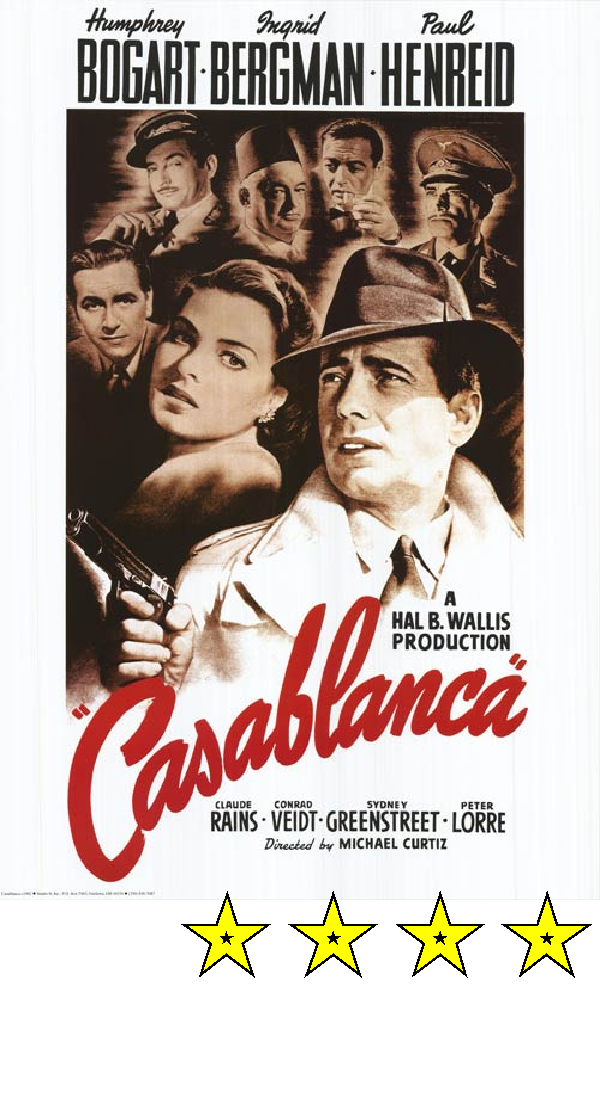 Humphrey Ingrid Paul
BOGART · BERGMAN · HENREID
A
HAL B. WALLIS
PRODUCTION
"Casablanca"
CLAUDE CONRAD SYDNEY PETER
RAINS · VEIDT · GREENSTREET · LORRE
Directed by MICHAEL CURTIZ